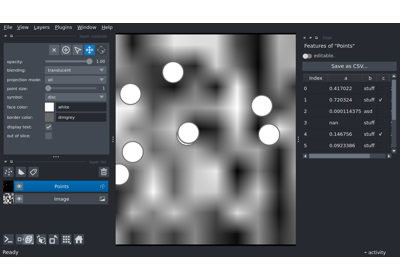 File View Layers Plugins Window Help
opacity: 1.00
blending: translucent
projection mode: all
point size: 1
symbol: disc
face color: white
border color: dimgrey
display text:
out of slice:
Points
Image
Ready
Features of "Points"
editable
Save as CSV...
Index a b c
0 0.417022 stuff
1 0.720324 stuff ✓
2 0.000114375 asd
3 nan stuff
4 0.146756 stuff ✓
5 0.0923386 stuff
activity